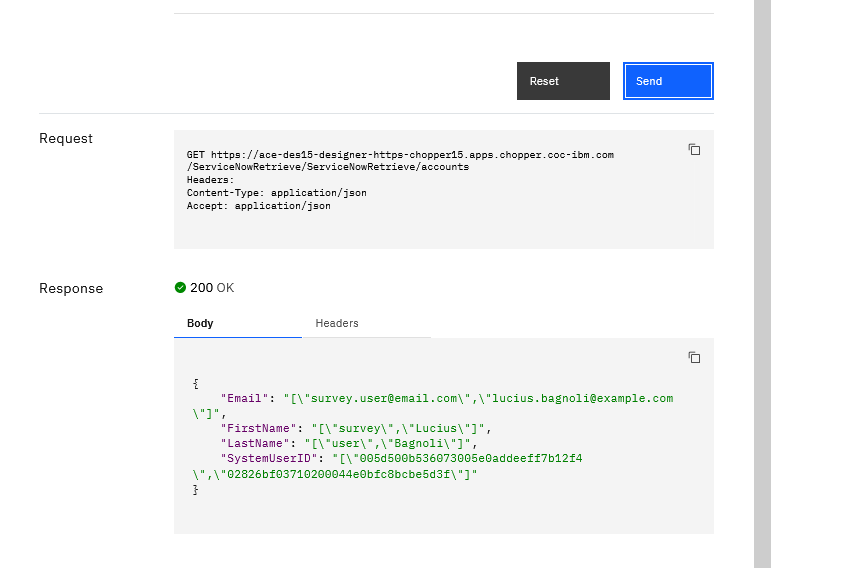 Reset
Send
Request
GET https://ace-des15-designer-https-chopper15.apps.chopper.coc-ibm.com
/ServiceNowRetrieve/ServiceNowRetrieve/accounts
Headers:
Content-Type: application/json
Accept: application/json
Response
200 OK
Body
Headers
{
    "Email": "[\"survey.user@email.com\",\"lucius.bagnoli@example.com
\"]",
    "FirstName": "[\"survey\",\"Lucius\"]",
    "LastName": "[\"user\",\"Bagnoli\"]",
    "SystemUserID": "[\"005d500b536073005e0addeeff7b12f4
\",\"02826bf03710200044e0bfc8bcbe5d3f\"]"
}